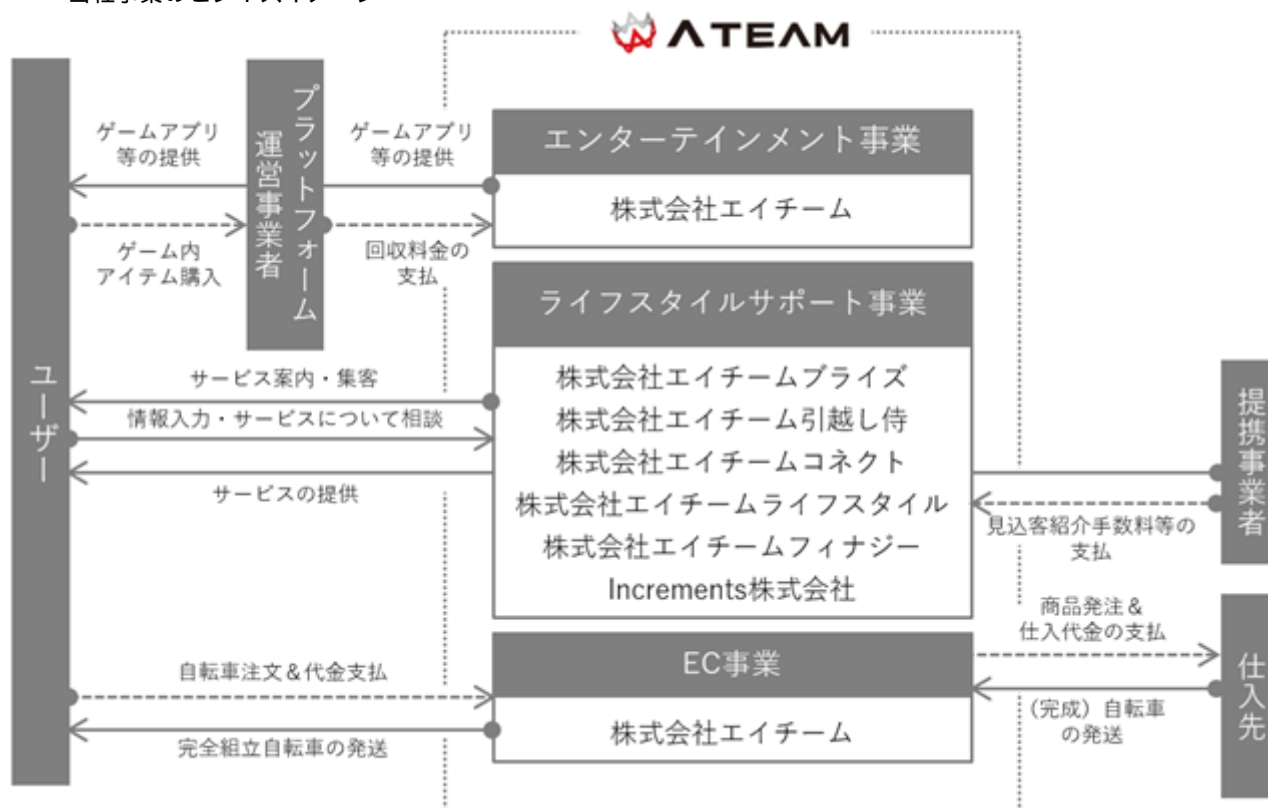 ATEAM
ユーザー
プラットフォーム
運営事業者
ゲームアプリ
等の提供
ゲーム内
アイテム購入
ゲームアプリ
等の提供
回収料金の
支払
エンターテインメント事業
株式会社エイチーム
ライフスタイルサポート事業
株式会社エイチームブライズ
株式会社エイチーム引越し侍
株式会社エイチームコネクト
株式会社エイチームライフスタイル
株式会社エイチームフィナジー
Increments株式会社
サービス案内・集客
情報入力・サービスについて相談
サービスの提供
提携事業者
見込客紹介手数料等の
支払
EC事業
株式会社エイチーム
自転車注文＆代金支払
完全組立自転車の発送
商品発注＆
仕入代金の支払
（完成）自転車
の発送
仕入先